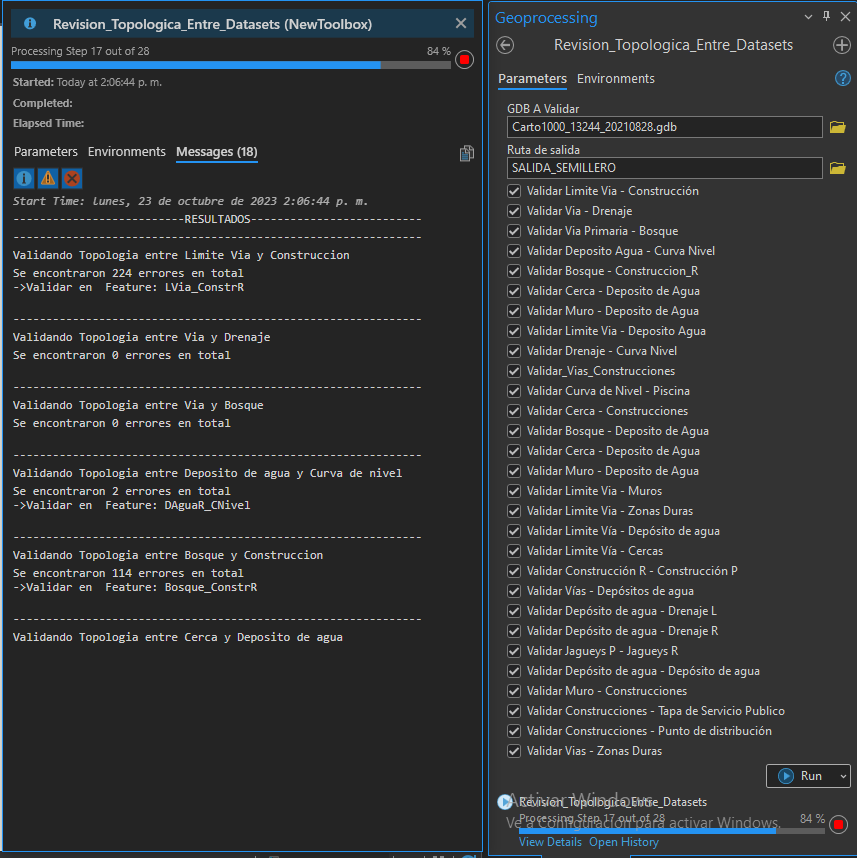 Revision_Topologica_Entre_Datasets (NewToolbox)
Processing Step 17 out of 28
84 %
Started: Today at 2:06:44 p. m.
Completed:
Elapsed Time:
Parameters Environments Messages (18)
Start Time: lunes, 23 de octubre de 2023 2:06:44 p. m.
--------------------------RESULTADOS--------------------------
--------------------------------------------------------------
Validando Topologia entre Limite Via y Construccion
Se encontraron 224 errores en total
->Validar en  Feature: LVia_ConstrR
--------------------------------------------------------------
Validando Topologia entre Via y Drenaje
Se encontraron 0 errores en total
--------------------------------------------------------------
Validando Topologia entre Via y Bosque
Se encontraron 0 errores en total
--------------------------------------------------------------
Validando Topologia entre Deposito de agua y Curva de nivel
Se encontraron 2 errores en total
->Validar en  Feature: DAguaR_CNivel
--------------------------------------------------------------
Validando Topologia entre Bosque y Construccion
Se encontraron 114 errores en total
->Validar en  Feature: Bosque_ConstrR
--------------------------------------------------------------
Validando Topologia entre Cerca y Deposito de agua
Geoprocessing
Revision_Topologica_Entre_Datasets
Parameters Environments
GDB A Validar
Carto1000_13244_20210828.gdb
Ruta de salida
SALIDA_SEMILLERO
Validar Limite Via - Construcción
Validar Via - Drenaje
Validar Via Primaria - Bosque
Validar Deposito Agua - Curva Nivel
Validar Bosque - Construccion_R
Validar Cerca - Deposito de Agua
Validar Muro - Deposito de Agua
Validar Limite Via - Deposito Agua
Validar Drenaje - Curva Nivel
Validar_Vias_Construcciones
Validar Curva de Nivel - Piscina
Validar Cerca - Construcciones
Validar Bosque - Deposito de Agua
Validar Cerca - Deposito de Agua
Validar Muro - Deposito de Agua
Validar Limite Via - Muros
Validar Limite Via - Zonas Duras
Validar Limite Vía - Depósito de agua
Validar Limite Vía - Cercas
Validar Construcción R - Construcción P
Validar Vías - Depósitos de agua
Validar Depósito de agua - Drenaje L
Validar Depósito de agua - Drenaje R
Validar Jagueys P - Jagueys R
Validar Depósito de agua - Depósito de agua
Validar Muro - Construcciones
Validar Construcciones - Tapa de Servicio Publico
Validar Construcciones - Punto de distribución
Validar Vias - Zonas Duras
Run
Activar Windows
Revision_Topologica_Entre_Datasets
Processing Step 17 out of 28
84 %
Ve a Configuración para activar Windows.
View Details Open History